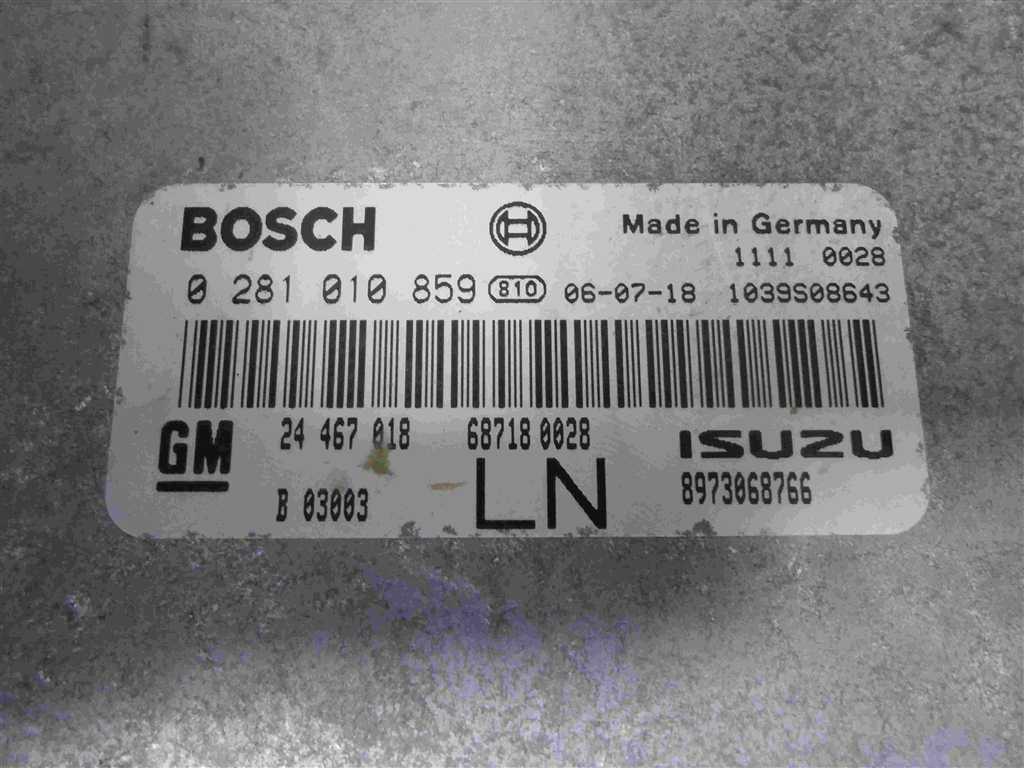 BOSCH Made in Germany
1111 0028
0 281 010 859 810 06-07-18 1039S08643
GM 24 467 018 68718 0028 ISUZU
B 03003 LN 8973068766